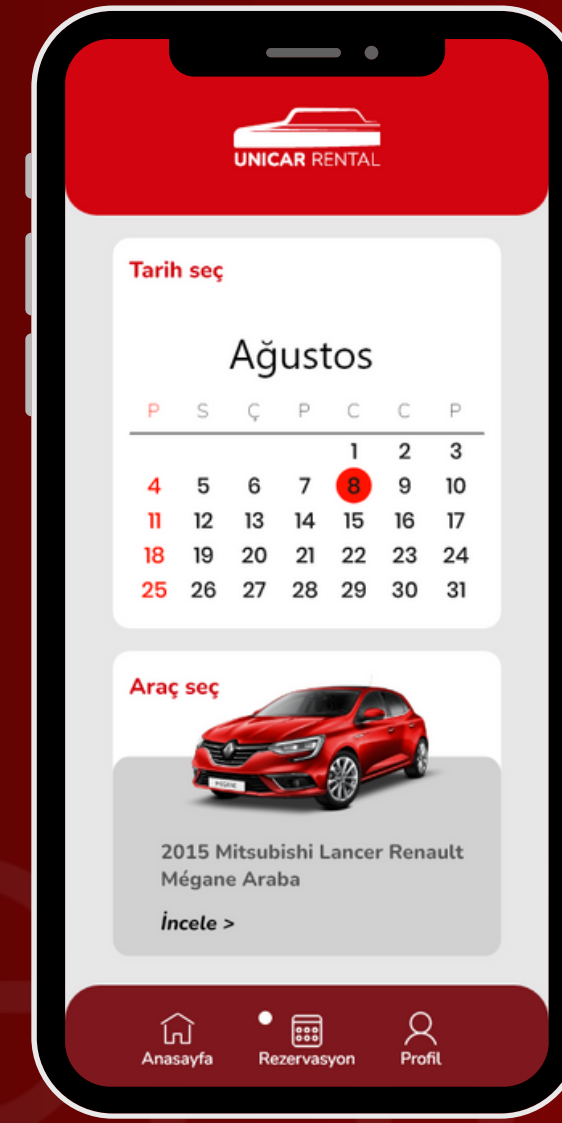 UNICAR RENTAL
Tarih seç
Ağustos
P S Ç P C C P
1 2 3
4 5 6 7 8 9 10
11 12 13 14 15 16 17
18 19 20 21 22 23 24
25 26 27 28 29 30 31
Araç seç
MEGANE
2015 Mitsubishi Lancer Renault
Mégane Araba
İncele >
Anasayfa Rezervasyon Profil